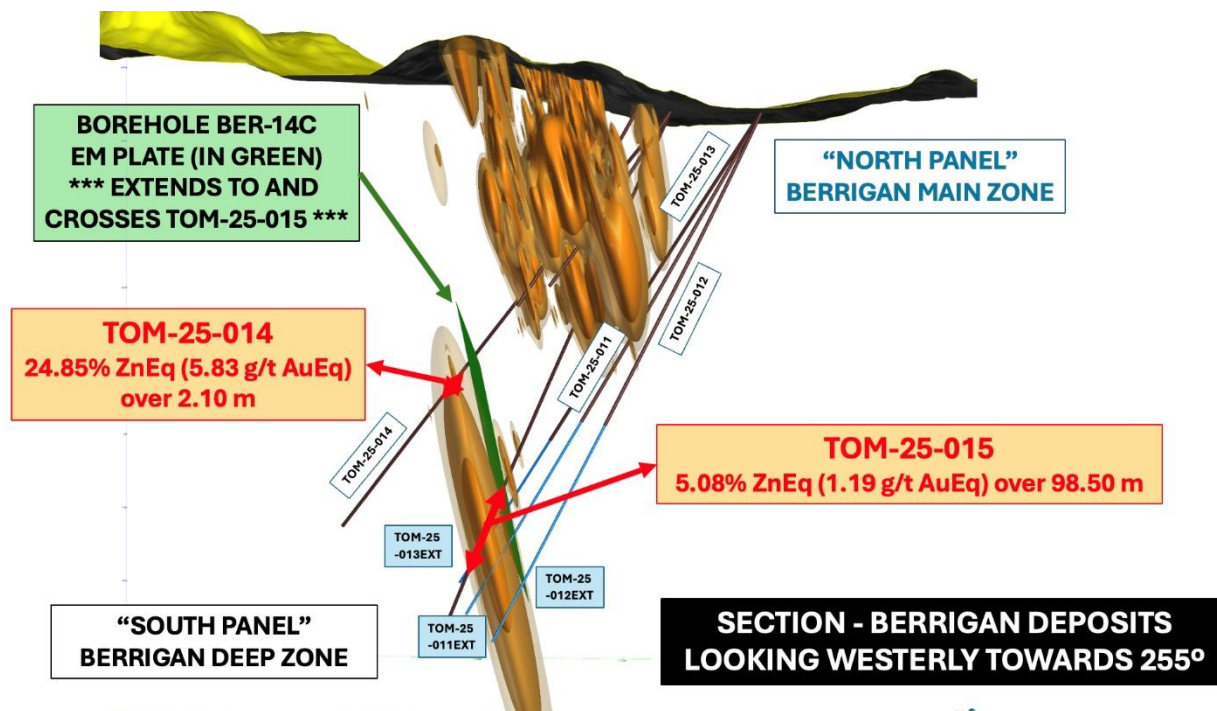 BOREHOLE BER-14C
EM PLATE (IN GREEN)
*** EXTENDS TO AND
CROSSES TOM-25-015 ***
TOM-25-013
“NORTH PANEL”
BERRIGAN MAIN ZONE
TOM-25-012
TOM-25-014
24.85% ZnEq (5.83 g/t AuEq)
over 2.10 m
TOM-25-011
TOM-25-014
TOM-25-015
5.08% ZnEq (1.19 g/t AuEq) over 98.50 m
TOM-25
-013EXT
TOM-25
-012EXT
“SOUTH PANEL”
BERRIGAN DEEP ZONE
TOM-25
-011EXT
SECTION - BERRIGAN DEPOSITS
LOOKING WESTERLY TOWARDS 255º